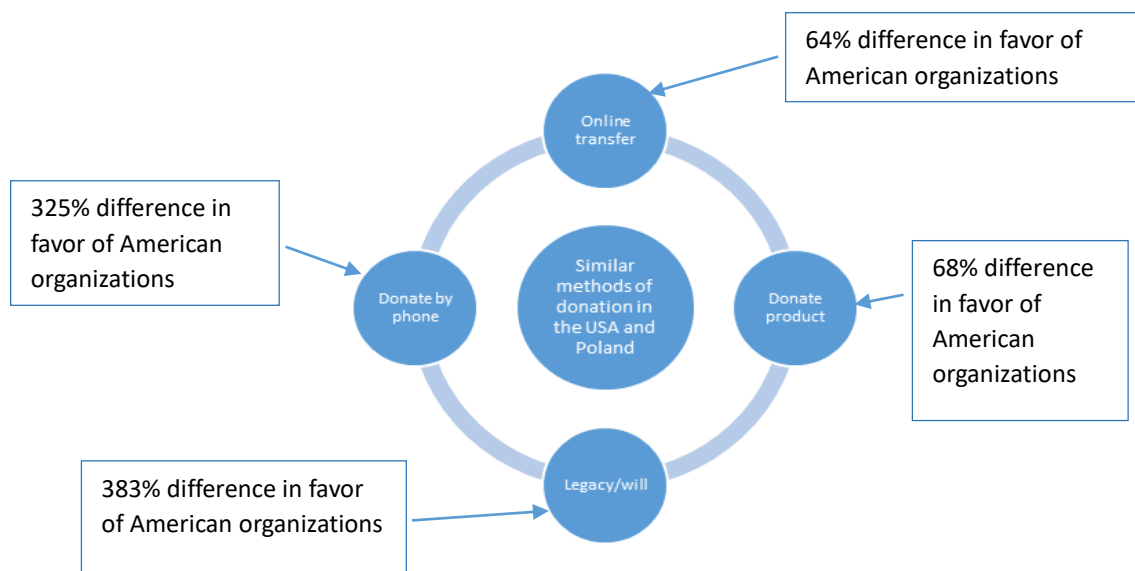 64% difference in favor of
American organizations
Online
transfer
325% difference in
favor of American
organizations
Donate by
phone
Similar
methods of
donation in
the USA and
Poland
Donate
product
68% difference
in favor of
American
organizations
383% difference in favor
of American organizations
Legacy/will